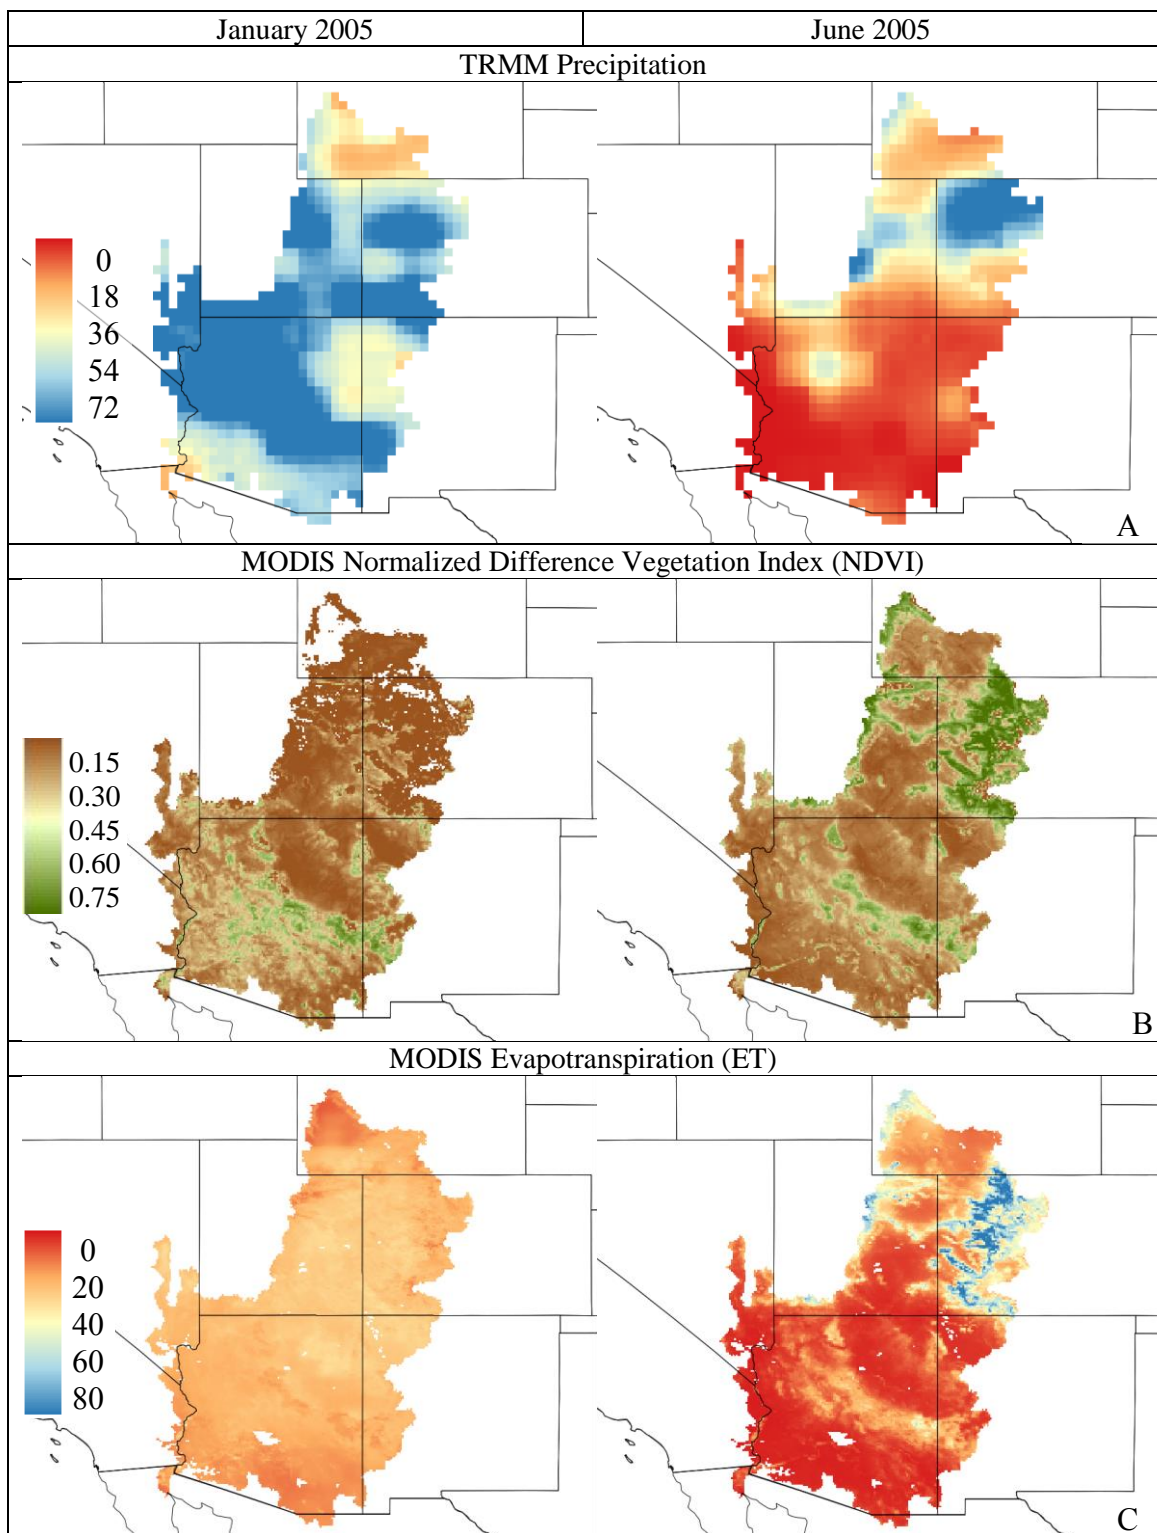 January 2005
June 2005
TRMM Precipitation
0
18
36
54
72
A
MODIS Normalized Difference Vegetation Index (NDVI)
0.15
0.30
0.45
0.60
0.75
B
MODIS Evapotranspiration (ET)
0
20
40
60
80
C